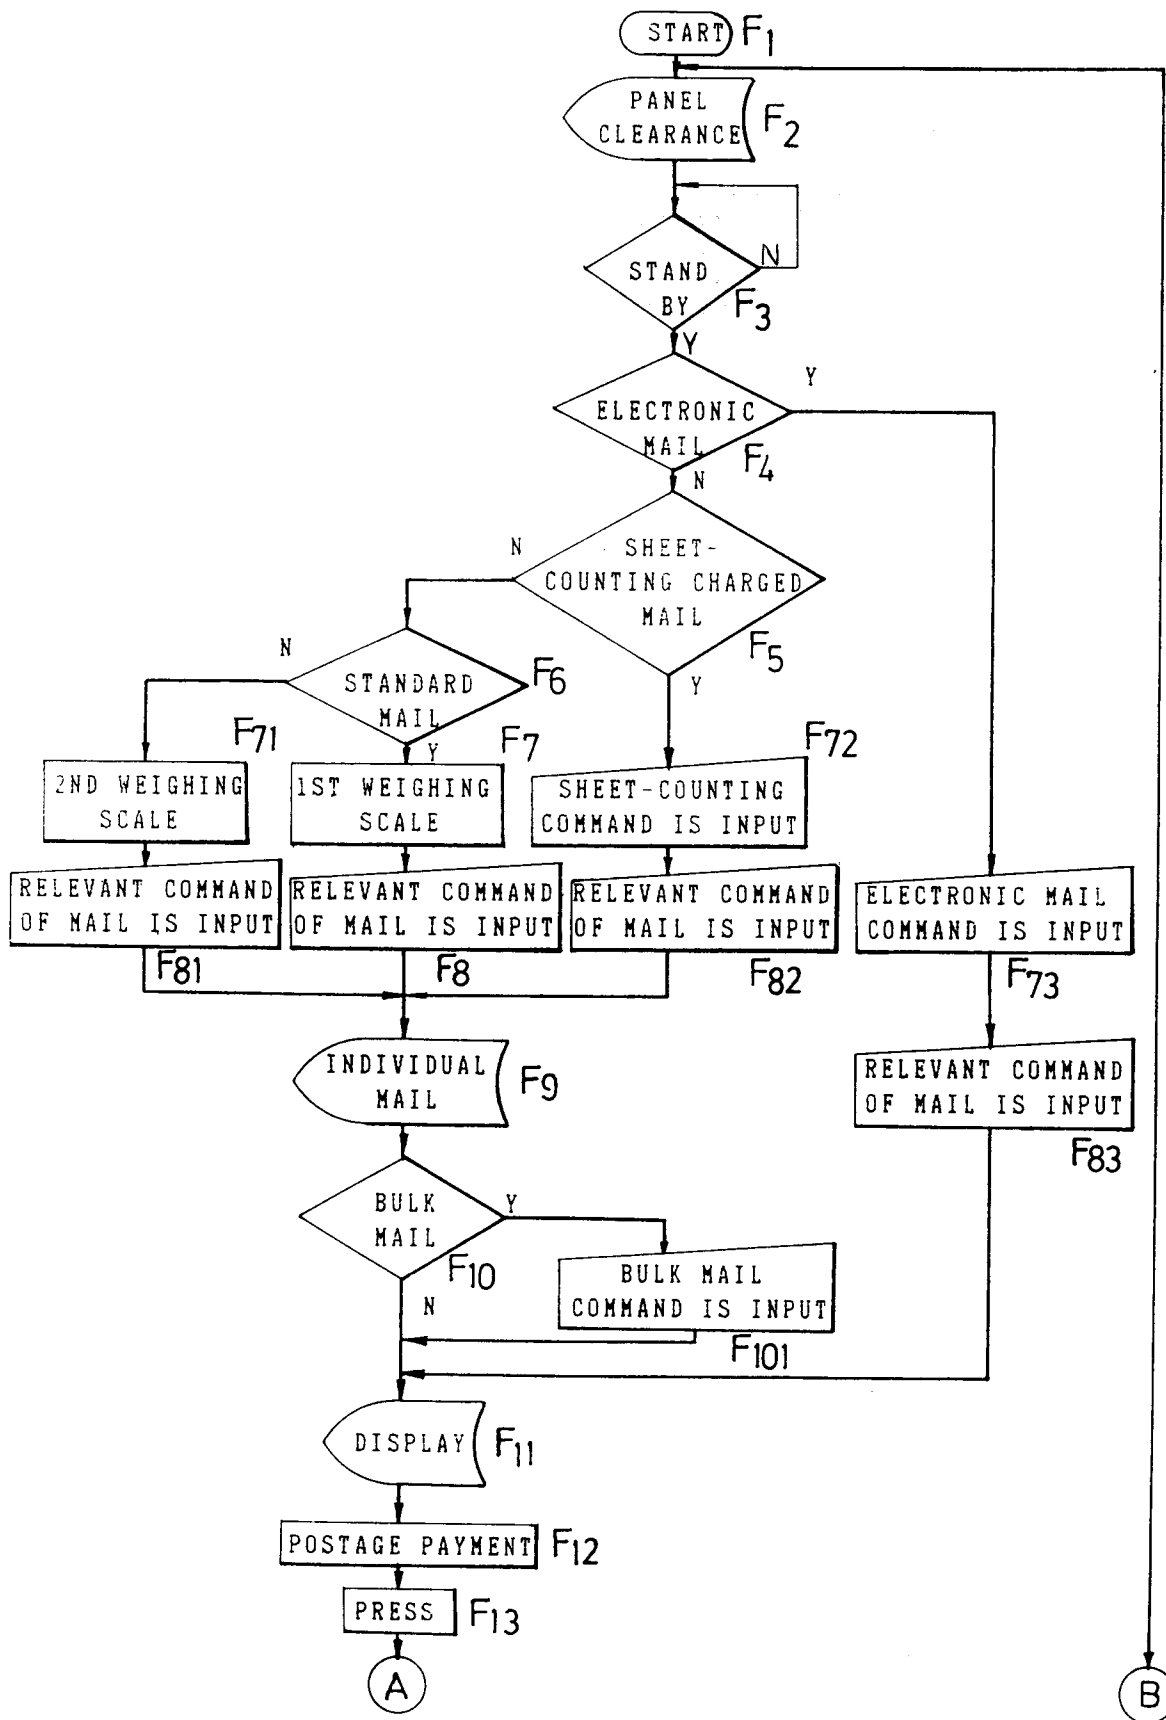 START F1
PANEL
CLEARANCE
F2
N
STAND
BY
F3
Y
Y
ELECTRONIC
MAIL
F4
N
N
SHEET-
COUNTING CHARGED
MAIL
F5
Y
N
STANDARD
MAIL
F6
Y
F71
2ND WEIGHING
SCALE
F7
1ST WEIGHING
SCALE
F72
SHEET-COUNTING
COMMAND IS INPUT
RELEVANT COMMAND
OF MAIL IS INPUT
F81
RELEVANT COMMAND
OF MAIL IS INPUT
F8
RELEVANT COMMAND
OF MAIL IS INPUT
F82
ELECTRONIC MAIL
COMMAND IS INPUT
F73
INDIVIDUAL
MAIL
F9
RELEVANT COMMAND
OF MAIL IS INPUT
F83
BULK
MAIL
Y
F10
N
BULK MAIL
COMMAND IS INPUT
F101
DISPLAY F11
POSTAGE PAYMENT F12
PRESS F13
A
B